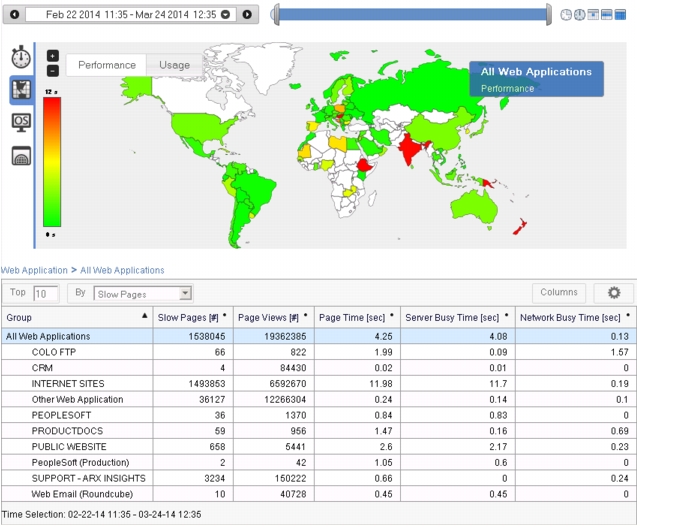 Feb 22 2014 11:35 - Mar 24 2014 12:35
Performance Usage
All Web Applications
Performance
12 s
0 s
OS
Web Application > All Web Applications
Top 10 By Slow Pages Columns
Group Slow Pages [#] Page Views [#] Page Time [sec] Server Busy Time [sec] Network Busy Time [sec]
All Web Applications 1538045 19362385 4.25 4.08 0.13
COLO FTP 66 822 1.99 0.09 1.57
CRM 4 84430 0.02 0.01 0
INTERNET SITES 1493853 6592670 11.98 11.7 0.19
Other Web Application 36127 12266304 0.24 0.14 0.1
PEOPLESOFT 36 1370 0.84 0.83 0
PRODUCTDOCS 59 956 1.47 0.16 0.69
PUBLIC WEBSITE 658 5441 2.6 2.17 0.23
PeopleSoft (Production) 2 42 1.05 0.6 0
SUPPORT - ARX INSIGHTS 3234 150222 0.66 0 0.24
Web Email (Roundcube) 10 40728 0.45 0.45 0
Time Selection: 02-22-14 11:35 - 03-24-14 12:35